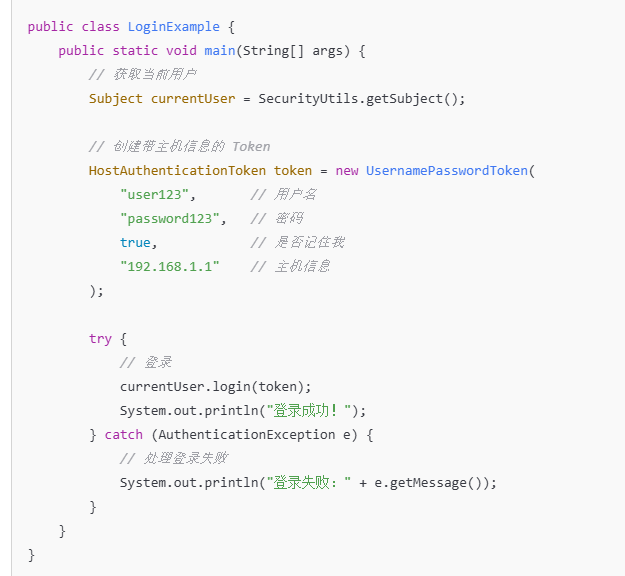 public class LoginExample {
    public static void main(String[] args) {
        // 获取当前用户
        Subject currentUser = SecurityUtils.getSubject();

        // 创建带主机信息的 Token
        HostAuthenticationToken token = new UsernamePasswordToken(
            "user123",       // 用户名
            "password123",   // 密码
            true,            // 是否记住我
            "192.168.1.1"    // 主机信息
        );

        try {
            // 登录
            currentUser.login(token);
            System.out.println("登录成功！");
        } catch (AuthenticationException e) {
            // 处理登录失败
            System.out.println("登录失败：" + e.getMessage());
        }
    }
}